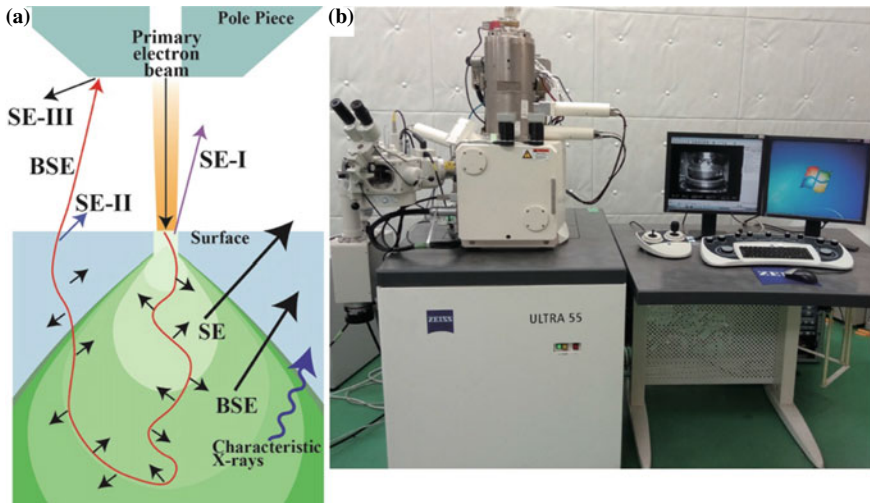 (a)
Pole Piece
Primary
electron
beam
SE-III
BSE
SE-I
SE-II
Surface
SE
BSE
Characteristic
X-rays
(b)
ZEISS
ULTRA 55